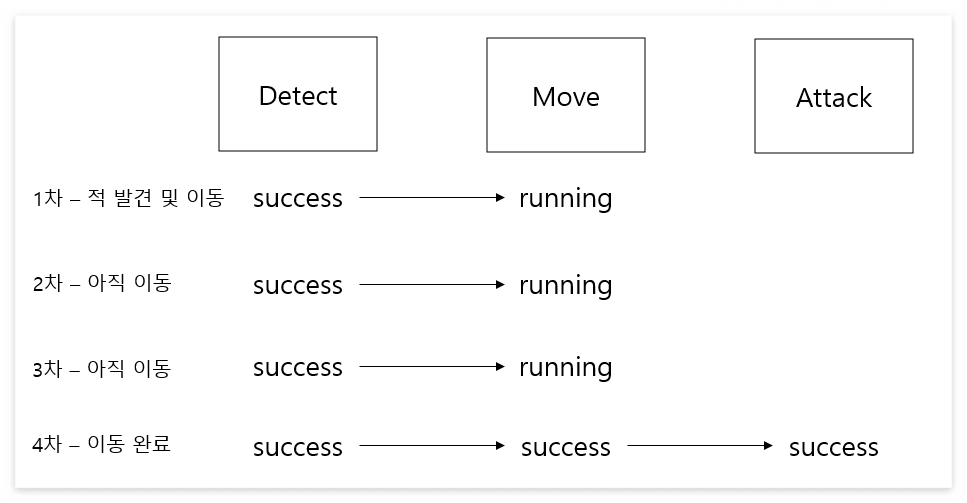 Detect Move Attack
1차 – 적 발견 및 이동 success running
2차 – 아직 이동 success running
3차 – 아직 이동 success running
4차 – 이동 완료 success success success